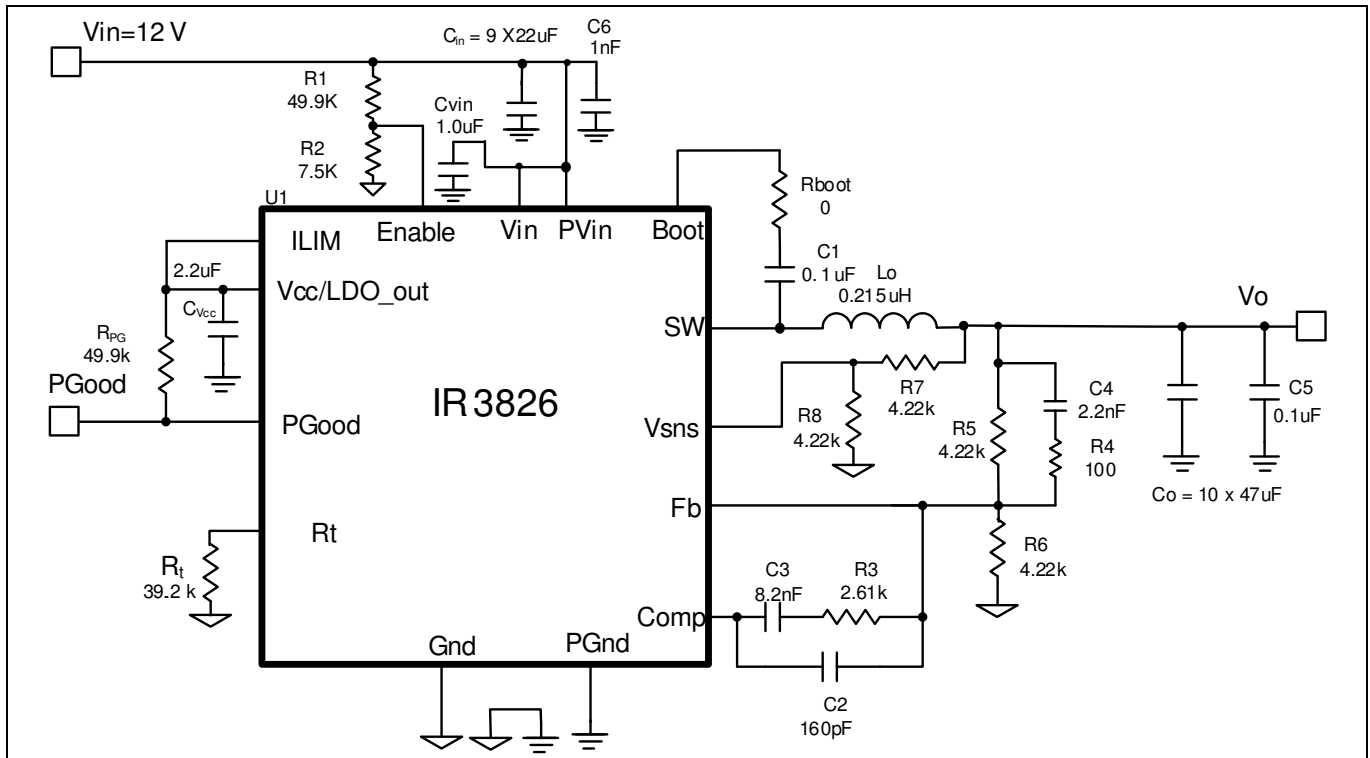 Vin=12 V
Cin = 9 X22uF
C6
1nF
R1
49.9K
Cvin
1.0uF
R2
7.5K
U1
Rboot
0
ILIM
Enable
Vin
PVin
Boot
2.2uF
Vcc/LDO_out
CVcc
C1
0.1uF
Lo
0.215uH
Vo
SW
RPG
49.9k
PGood
IR3826
R7
4.22k
C4
2.2nF
C5
0.1uF
R8
4.22k
Vsns
R5
4.22k
R4
100
PGood
Co = 10 x 47uF
Fb
Rt
Rt
39.2 k
R6
4.22k
C3
8.2nF
R3
2.61k
Comp
Gnd
PGnd
C2
160pF